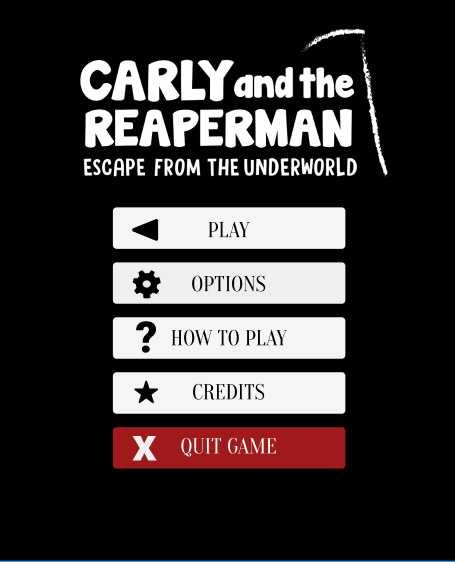 CARLY and the
REAPERMAN
ESCAPE FROM THE UNDERWORLD
PLAY
OPTIONS
? HOW TO PLAY
CREDITS
X QUIT GAME